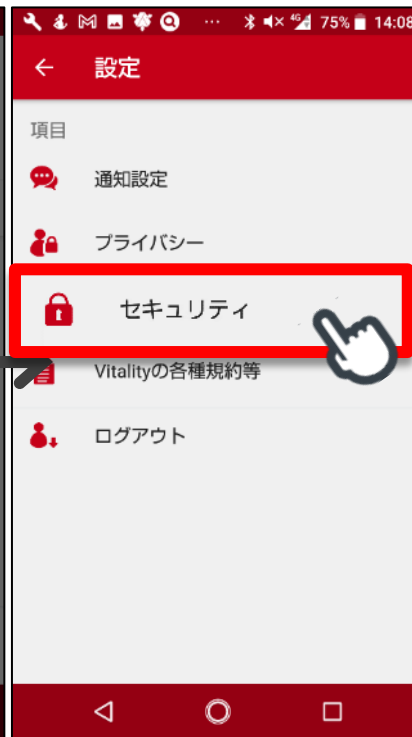 4G 75% 14:08
設定
項目
通知設定
プライバシー
セキュリティ
Vitalityの各種規約等
ログアウト